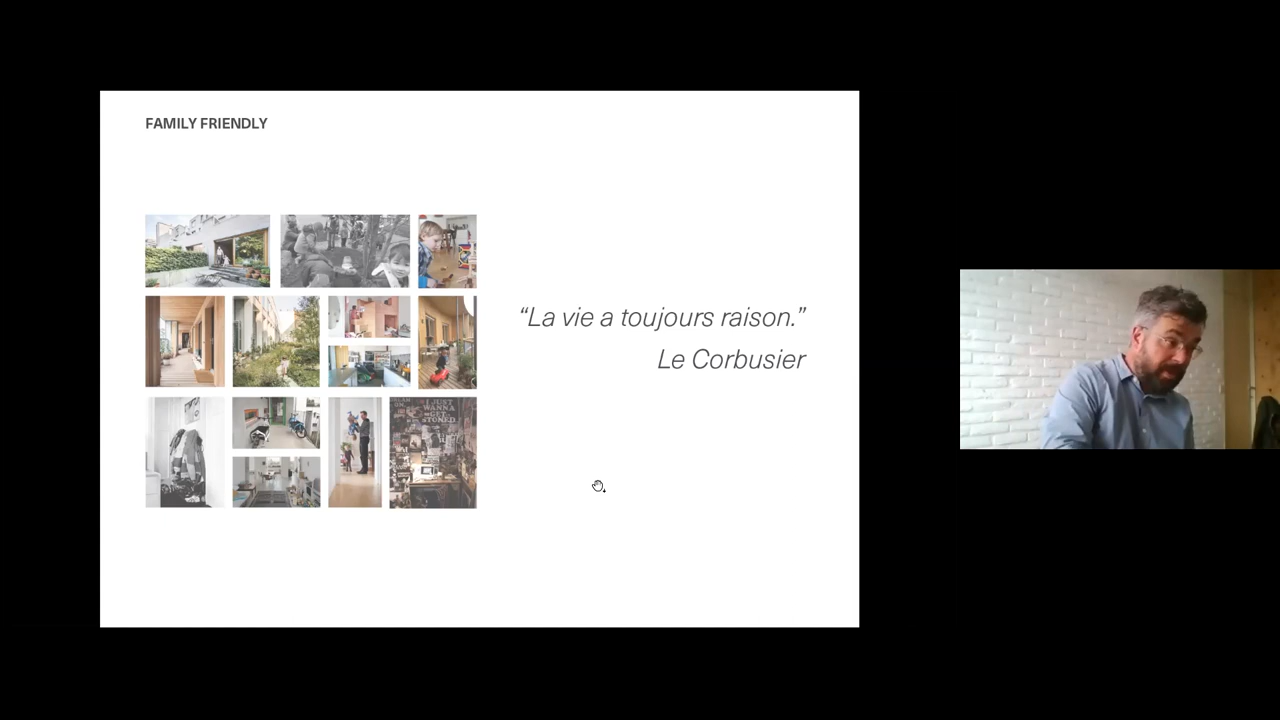 FAMILY FRIENDLY
“La vie a toujours raison.”
Le Corbusier
I JUST
WANNA
GET
STONED